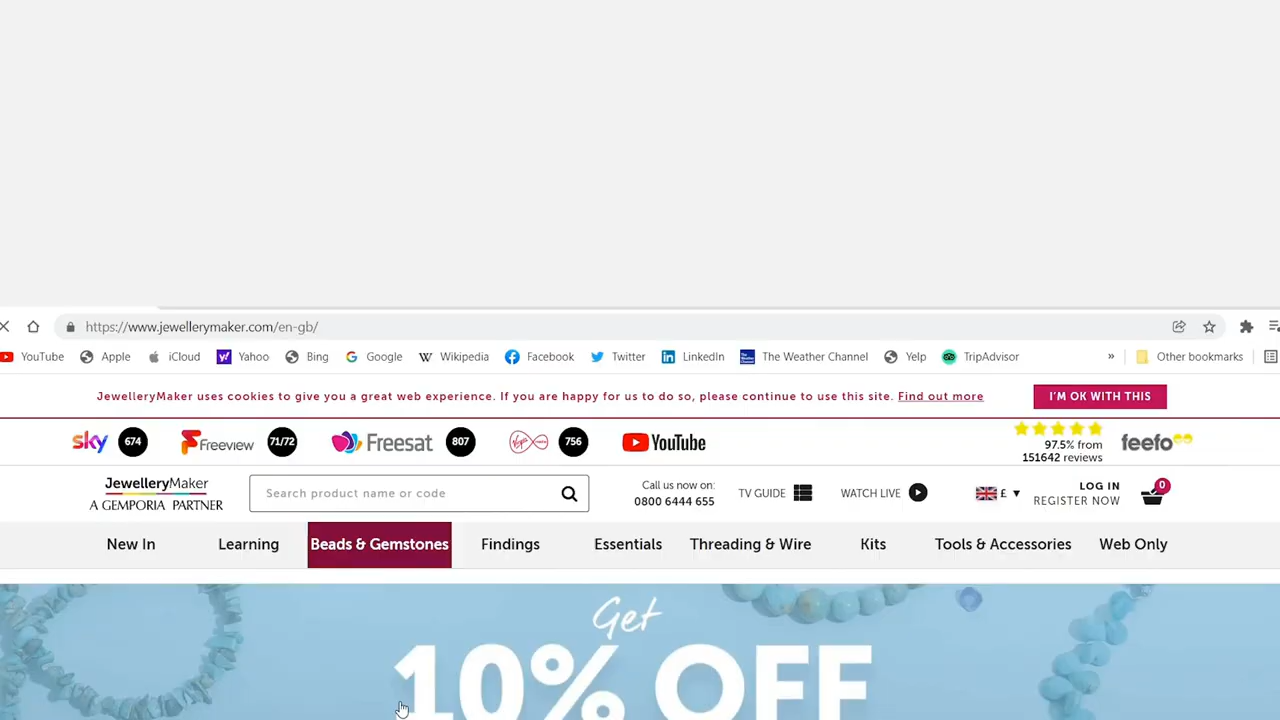 https://www.jewellerymaker.com/en-gb/
YouTube Apple iCloud Yahoo Bing Google Wikipedia Facebook Twitter LinkedIn The Weather Channel Yelp TripAdvisor » Other bookmarks
JewelleryMaker uses cookies to give you a great web experience. If you are happy for us to do so, please continue to use this site. Find out more I'M OK WITH THIS
sky 674 Freeview 71/72 Freesat 807 Virgin 756 YouTube
97.5% from
151642 reviews
feefo
JewelleryMaker
A GEMPORIA PARTNER
Search product name or code
Call us now on:
0800 6444 655
TV GUIDE
WATCH LIVE
£
LOG IN
REGISTER NOW
0
New In Learning Beads & Gemstones Findings Essentials Threading & Wire Kits Tools & Accessories Web Only
Get
10% OFF